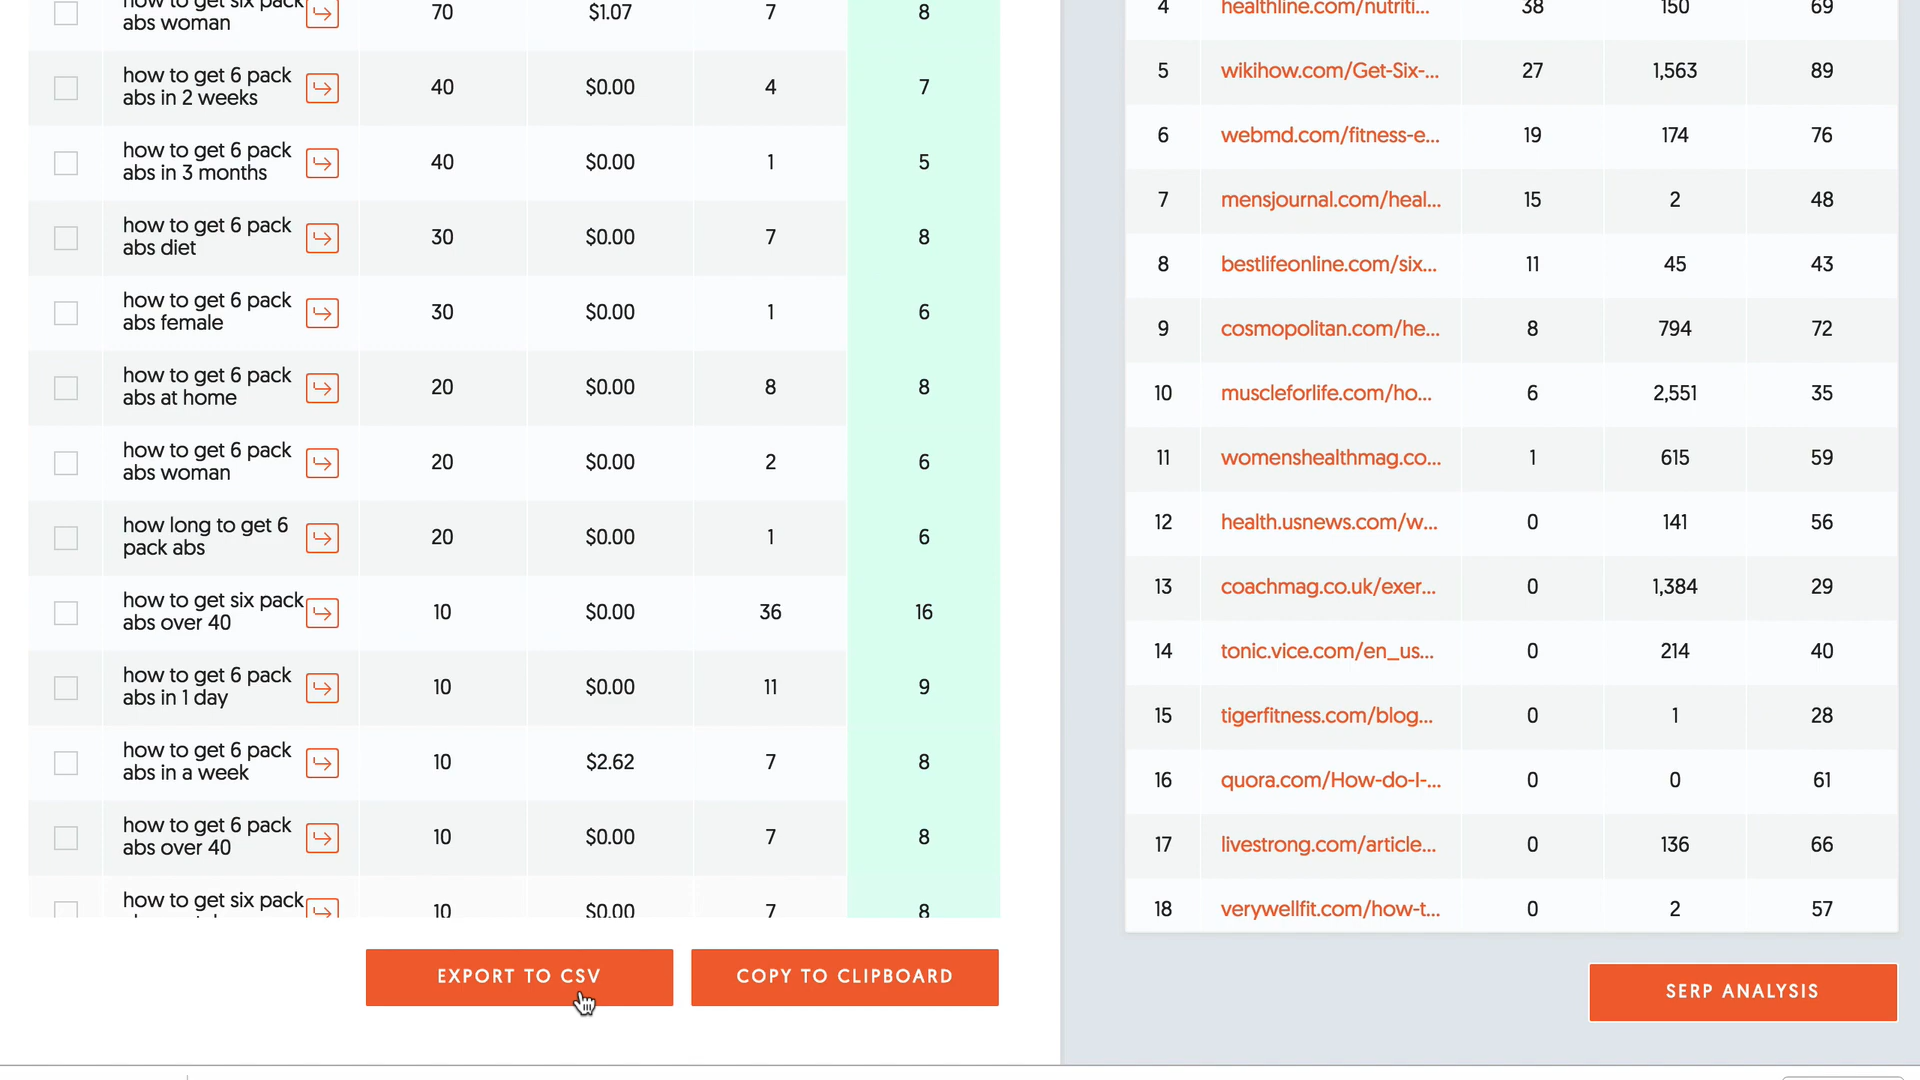 how to get six pack
abs woman
70 $1.07 7 8
how to get 6 pack
abs in 2 weeks
40 $0.00 4 7
how to get 6 pack
abs in 3 months
40 $0.00 1 5
how to get 6 pack
abs diet
30 $0.00 7 8
how to get 6 pack
abs female
30 $0.00 1 6
how to get 6 pack
abs at home
20 $0.00 8 8
how to get 6 pack
abs woman
20 $0.00 2 6
how long to get 6
pack abs
20 $0.00 1 6
how to get six pack
abs over 40
10 $0.00 36 16
how to get 6 pack
abs in 1 day
10 $0.00 11 9
how to get 6 pack
abs in a week
10 $2.62 7 8
how to get 6 pack
abs over 40
10 $0.00 7 8
how to get six pack
10 $0.00 7 8
EXPORT TO CSV
COPY TO CLIPBOARD
4 healthline.com/nutriti... 38 150 69
5 wikihow.com/Get-Six-... 27 1,563 89
6 webmd.com/fitness-e... 19 174 76
7 mensjournal.com/heal... 15 2 48
8 bestlifeonline.com/six... 11 45 43
9 cosmopolitan.com/he... 8 794 72
10 muscleforlife.com/ho... 6 2,551 35
11 womenshealthmag.co... 1 615 59
12 health.usnews.com/w... 0 141 56
13 coachmag.co.uk/exer... 0 1,384 29
14 tonic.vice.com/en_us... 0 214 40
15 tigerfitness.com/blog... 0 1 28
16 quora.com/How-do-I-... 0 0 61
17 livestrong.com/article... 0 136 66
18 verywellfit.com/how-t... 0 2 57
SERP ANALYSIS